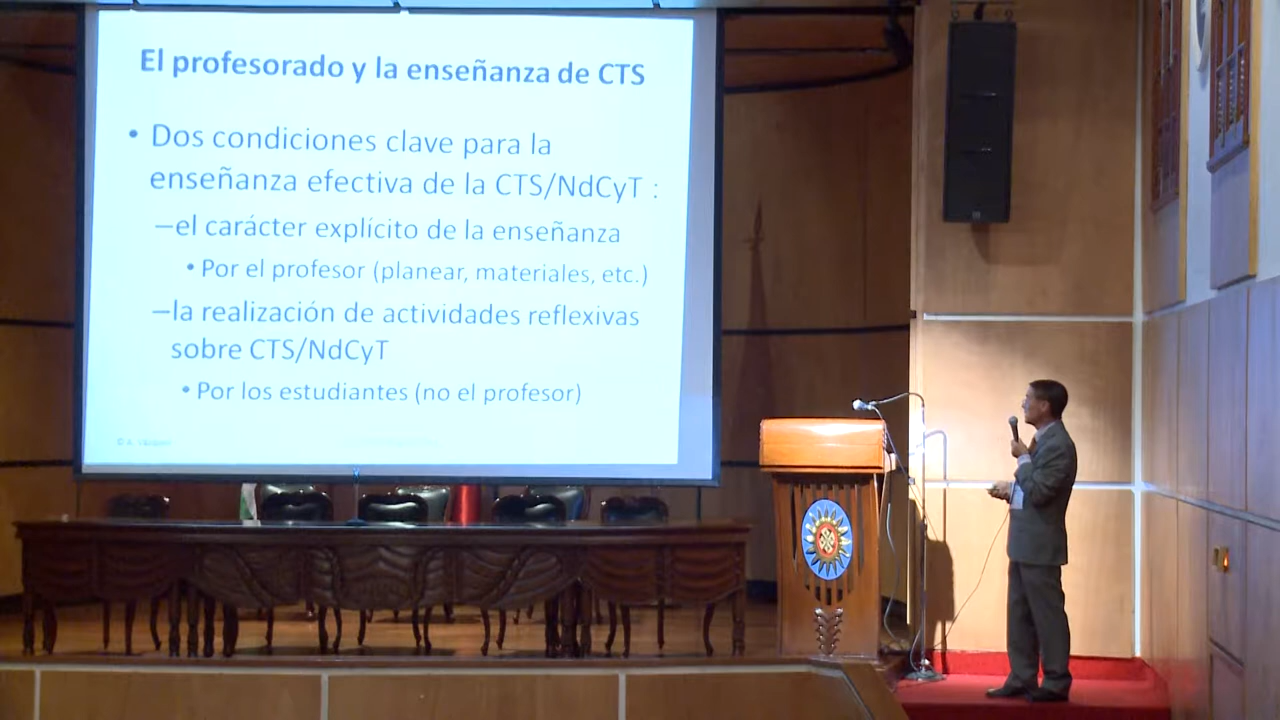 El profesorado y la enseñanza de CTS
• Dos condiciones clave para la
enseñanza efectiva de la CTS/NdCyT :
–el carácter explícito de la enseñanza
• Por el profesor (planear, materiales, etc.)
–la realización de actividades reflexivas
sobre CTS/NdCyT
• Por los estudiantes (no el profesor)